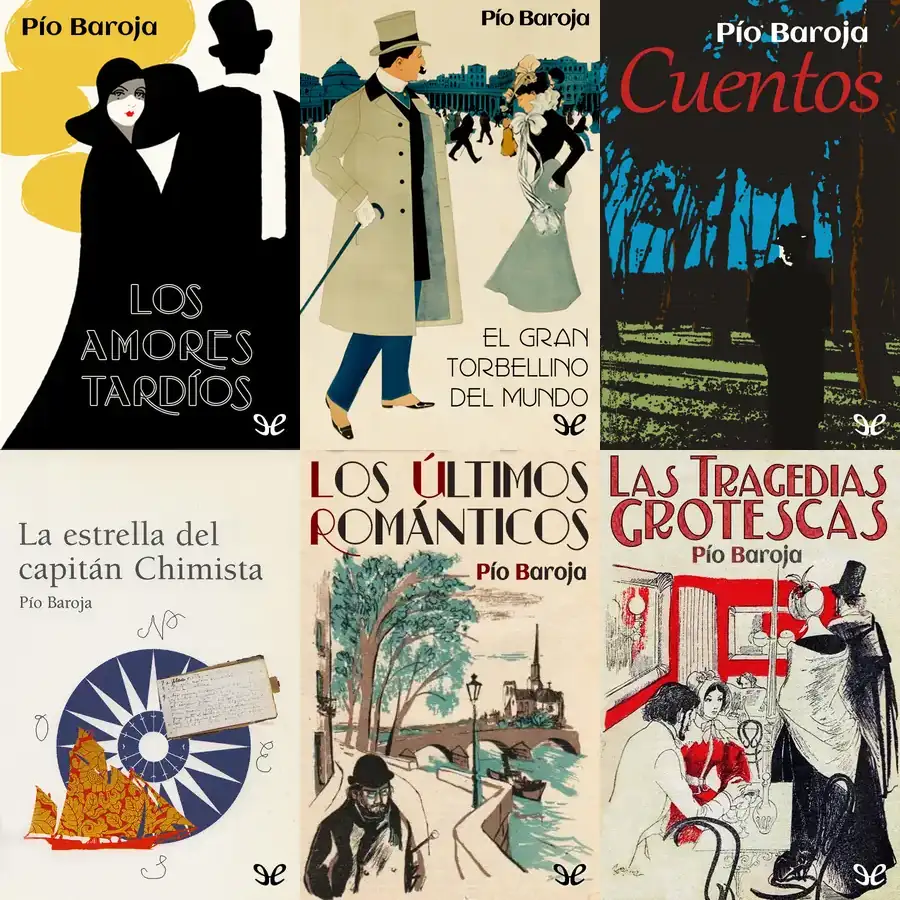 Pío Baroja
LOS
AMORES
TARDÍOS
Pío Baroja
EL GRAN
TORBELLINO
DEL MUNDO
Pío Baroja
Cuentos
La estrella del
capitán Chimista
Pío Baroja
N
O
E
S
LOS ÚLTIMOS
ROMÁNTICOS
Pío Baroja
LAS TRAGEDIAS
GROTESCAS
Pío Baroja